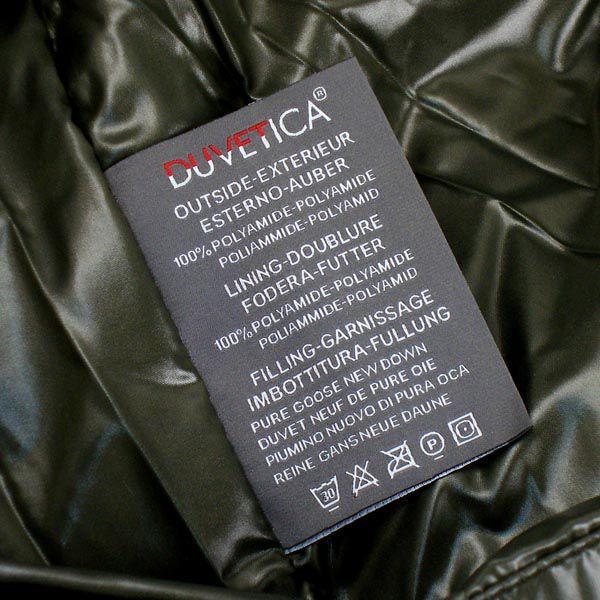 DUVETICA®
OUTSIDE-EXTERIEUR
ESTERNO-AUBER
100%POLYAMIDE-POLYAMIDE
POLIAMMIDE-POLYAMID
LINING-DOUBLURE
FODERA-FUTTER
100%POLYAMIDE-POLYAMIDE
POLIAMMIDE-POLYAMID
FILLING-GARNISSAGE
IMBOTTITURA-FULLUNG
PURE GOOSE NEW DOWN
DUVET NEUF DE PURE OIE
PIUMINO NUOVO DI PURA OCA
REINE GANS NEUE DAUNE
30 P